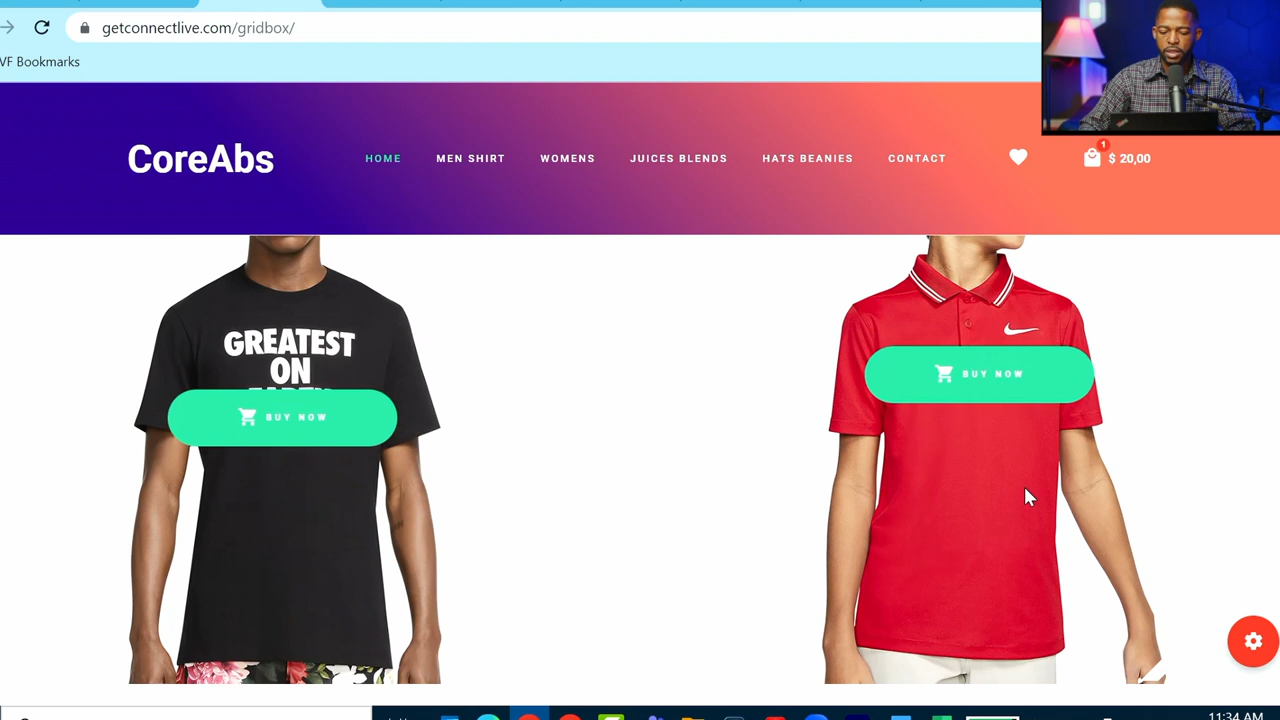 getconnectlive.com/gridbox/
VF Bookmarks
CoreAbs
HOME
MEN SHIRT
WOMENS
JUICES BLENDS
HATS BEANIES
CONTACT
1
$ 20,00
GREATEST
ON
BUY NOW
BUY NOW
11:34 AM